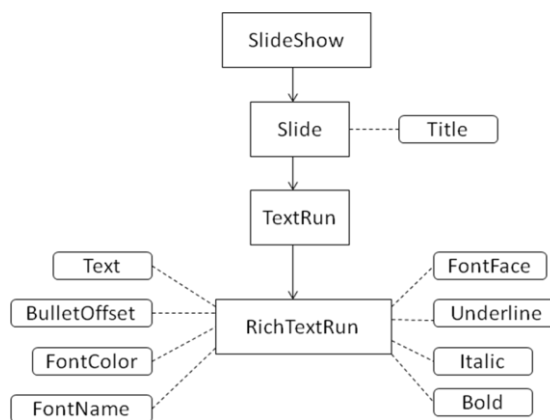 SlideShow
Slide
Title
TextRun
Text
FontFace
BulletOffset
RichTextRun
Underline
FontColor
Italic
FontName
Bold